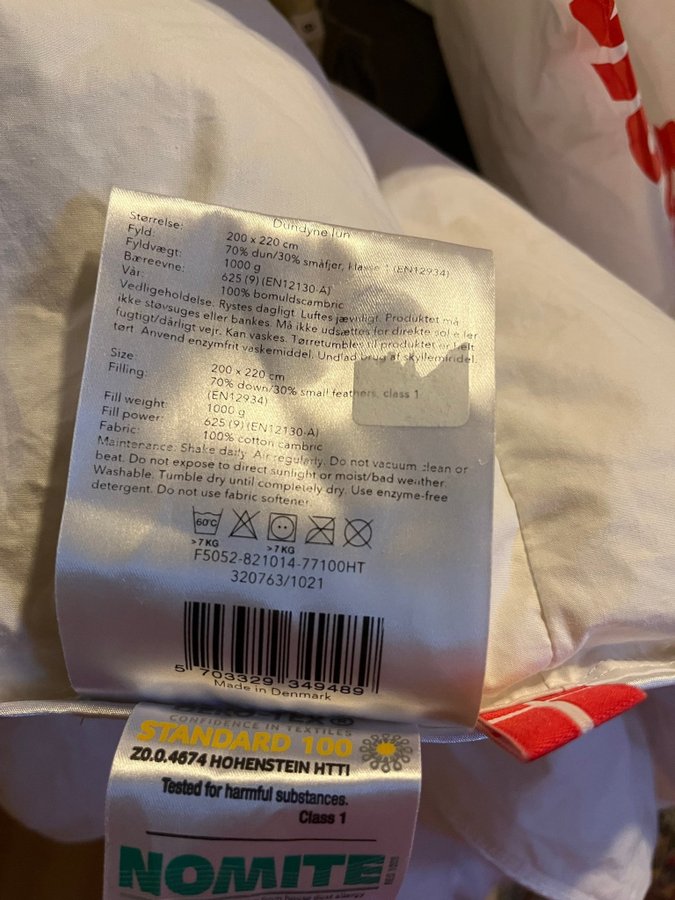 Dundyne lun
Størrelse: 200 x 220 cm
Fyld: 70% dun/30% småfjer, klasse 1 (EN12934)
Fyldvægt: 1000 g
Bæreevne: 625 (9) (EN12130-A)
Vår: 100% bomuldscambric
Vedligeholdelse: Rystes dagligt. Luftes jævnligt. Produktet må
ikke støvsuges eller bankes. Må ikke udsættes for direkte sol eller
fugtigt/dårligt vejr. Kan vaskes. Tørretumbles til produktet er helt
tørt. Anvend enzymfrit vaskemiddel. Undlad brug af skyllemiddel.
Size: 200 x 220 cm
Filling: 70% down/30% small feathers, class 1
(EN12934)
Fill weight: 1000 g
Fill power: 625 (9) (EN12130-A)
Fabric: 100% cotton cambric
Maintenance: Shake daily. Air regularly. Do not vacuum clean or
beat. Do not expose to direct sunlight or moist/bad weather.
Washable. Tumble dry until completely dry. Use enzyme-free
detergent. Do not use fabric softener.
60°C
>7 KG >7 KG
F5052-821014-77100HT
320763/1021
5 703329 349489
Made in Denmark
CONFIDENCE IN TEXTILES
STANDARD 100
Z0.0.4674 HOHENSTEIN HTTI
Tested for harmful substances.
Class 1
NOMITE